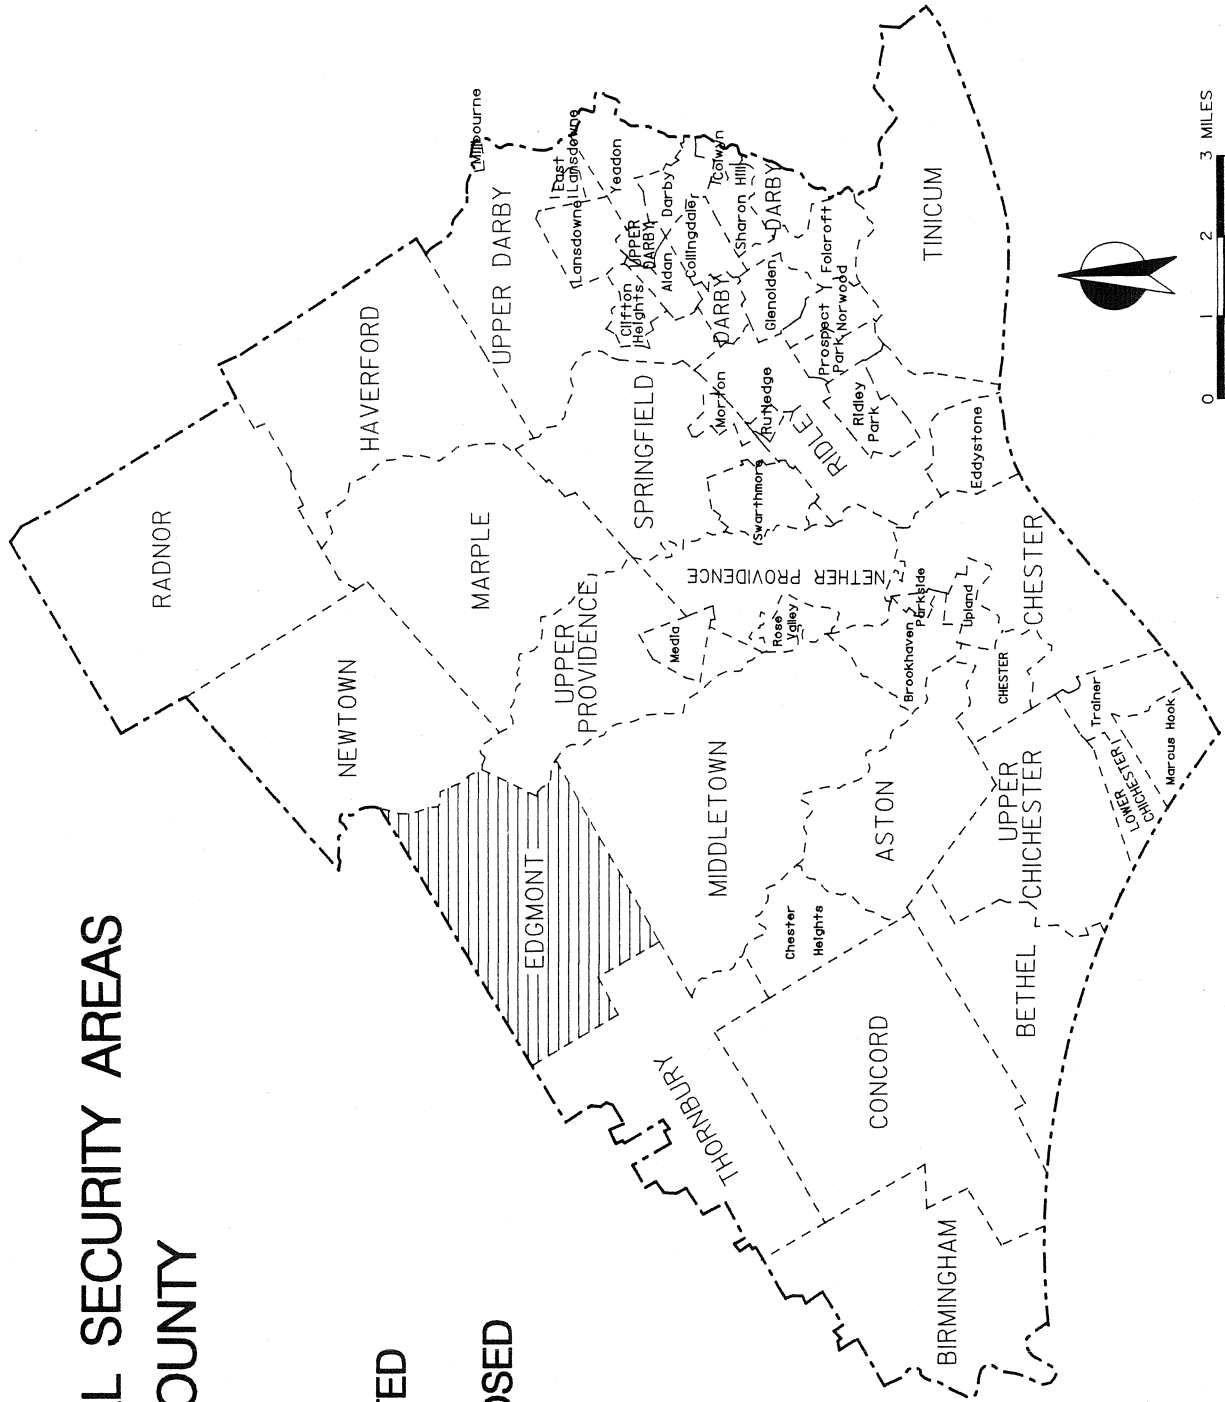 L SECURITY AREAS
OUNTY
TED
OSED
RADNOR
NEWTOWN
HAVERFORD
MARPLE
UPPER DARBY
Millbourne
EDGMONT
UPPER
PROVIDENCE
SPRINGFIELD
East
Lansdowne
Lansdowne
Yeadon
UPPER
DARBY
Clifton
Heights
Aldan
Darby
Collingdale
Colwyn
Sharon Hill
DARBY
DARBY
Glenolden
Folcroft
Norwood
Prospect
Park
Morton
Rutledge
RIDLEY
Ridley
Park
Swarthmore
NETHER PROVIDENCE
Media
Rose
Valley
MIDDLETOWN
THORNBURY
Chester
Heights
ASTON
Brookhaven
Parkside
Upland
CHESTER
CHESTER
Eddystone
TINICUM
CONCORD
BIRMINGHAM
BETHEL
UPPER
CHICHESTER
LOWER
CHICHESTER
Trainer
Marcus Hook
0 1 2 3 MILES